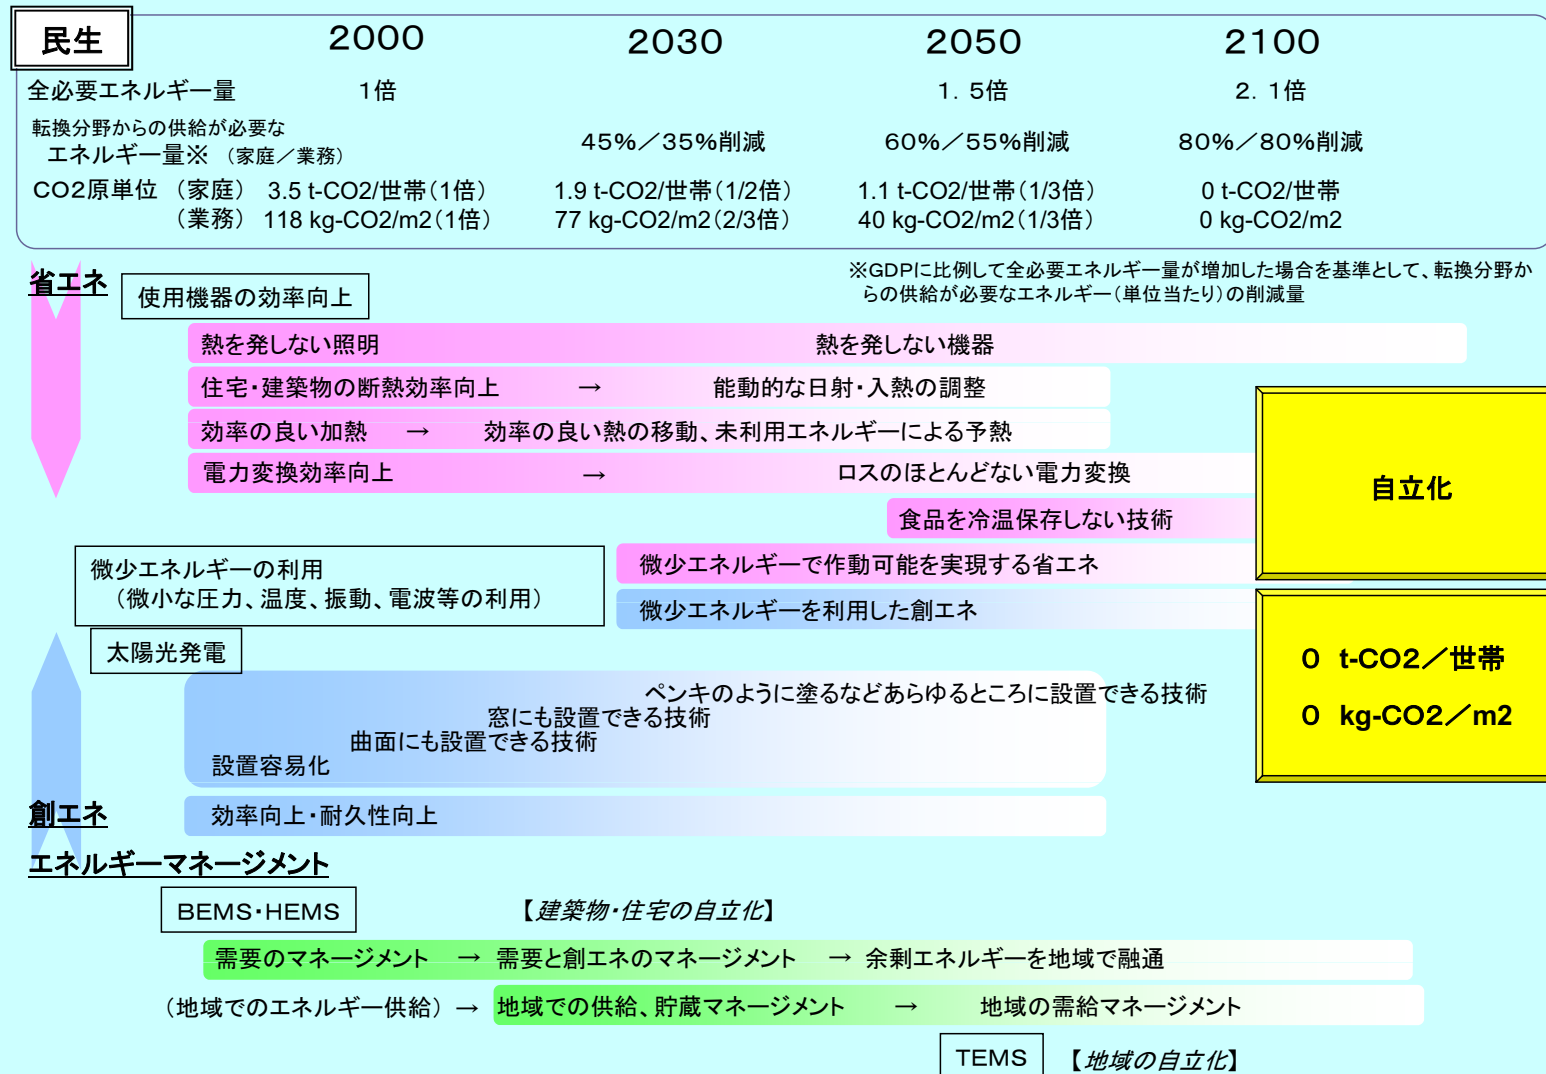 民生
2000 2030 2050 2100
全必要エネルギー量 1倍 1．5倍 2．1倍
転換分野からの供給が必要な
エネルギー量※ （家庭／業務） 45％／35％削減 60％／55％削減 80％／80％削減
CO2原単位 （家庭） 3.5 t-CO2/世帯（1倍） 1.9 t-CO2/世帯（1/2倍） 1.1 t-CO2/世帯（1/3倍） 0 t-CO2/世帯
（業務） 118 kg-CO2/m2（1倍） 77 kg-CO2/m2（2/3倍） 40 kg-CO2/m2（1/3倍） 0 kg-CO2/m2
※GDPに比例して全必要エネルギー量が増加した場合を基準として、転換分野か
らの供給が必要なエネルギー（単位当たり）の削減量
省エネ
使用機器の効率向上
熱を発しない照明 熱を発しない機器
住宅・建築物の断熱効率向上 → 能動的な日射・入熱の調整
効率の良い加熱 → 効率の良い熱の移動、未利用エネルギーによる予熱
電力変換効率向上 → ロスのほとんどない電力変換
自立化
食品を冷温保存しない技術
微少エネルギーの利用
（微小な圧力、温度、振動、電波等の利用）
微少エネルギーで作動可能を実現する省エネ
微少エネルギーを利用した創エネ
太陽光発電
0 t-CO2／世帯
0 kg-CO2／m2
ペンキのように塗るなどあらゆるところに設置できる技術
窓にも設置できる技術
曲面にも設置できる技術
設置容易化
創エネ
効率向上・耐久性向上
エネルギーマネージメント
BEMS・HEMS 【建築物・住宅の自立化】
需要のマネージメント → 需要と創エネのマネージメント → 余剰エネルギーを地域で融通
（地域でのエネルギー供給） → 地域での供給、貯蔵マネージメント → 地域の需給マネージメント
TEMS 【地域の自立化】